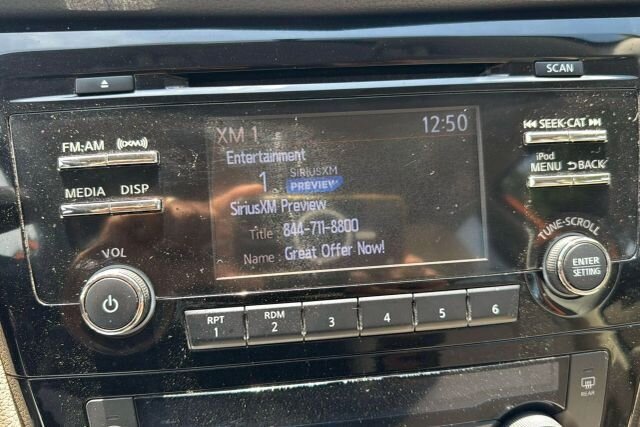 SCAN
XM 1 12:50
FM·AM ((XM))
SEEK·CAT
Entertainment
1 SIRIUSXM
PREVIEW
iPod
MENU BACK
MEDIA DISP
SiriusXM Preview
TUNE·SCROLL
Title : 844-711-8800
VOL
Name : Great Offer Now!
ENTER
SETTING
RPT
1
RDM
2
3
4
5
6
REAR